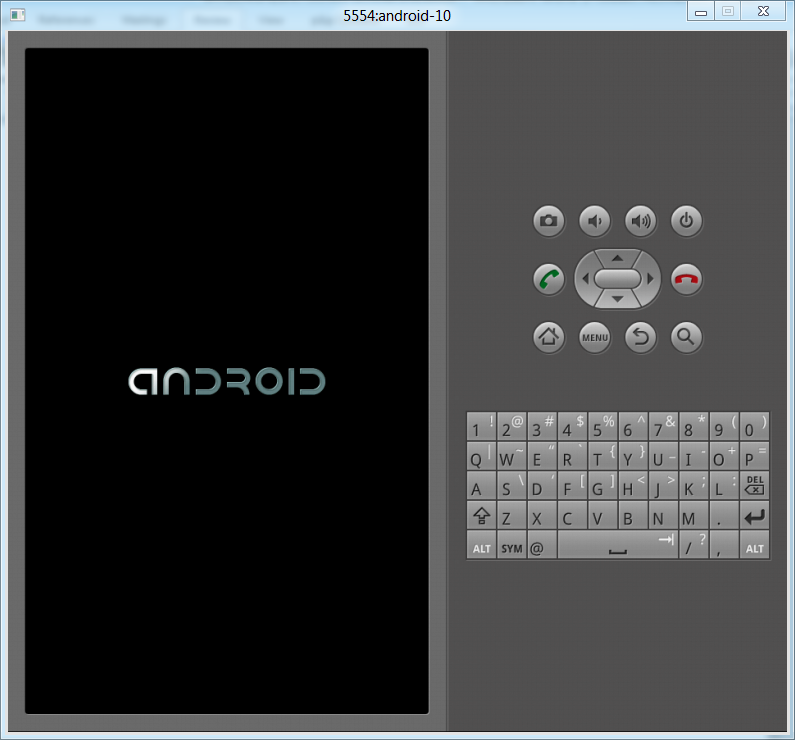 5554:android-10
ANDROID
MENU
1 ! 2 @ 3 # 4 $ 5 % 6 ^ 7 & 8 * 9 ( 0 )
Q | W ~ E “ R ` T { Y } U _ I - O + P =
A S \ D ‘ F [ G ] H < J > K ; L : DEL
Z X C V B N M .
ALT SYM @ / ? , ALT